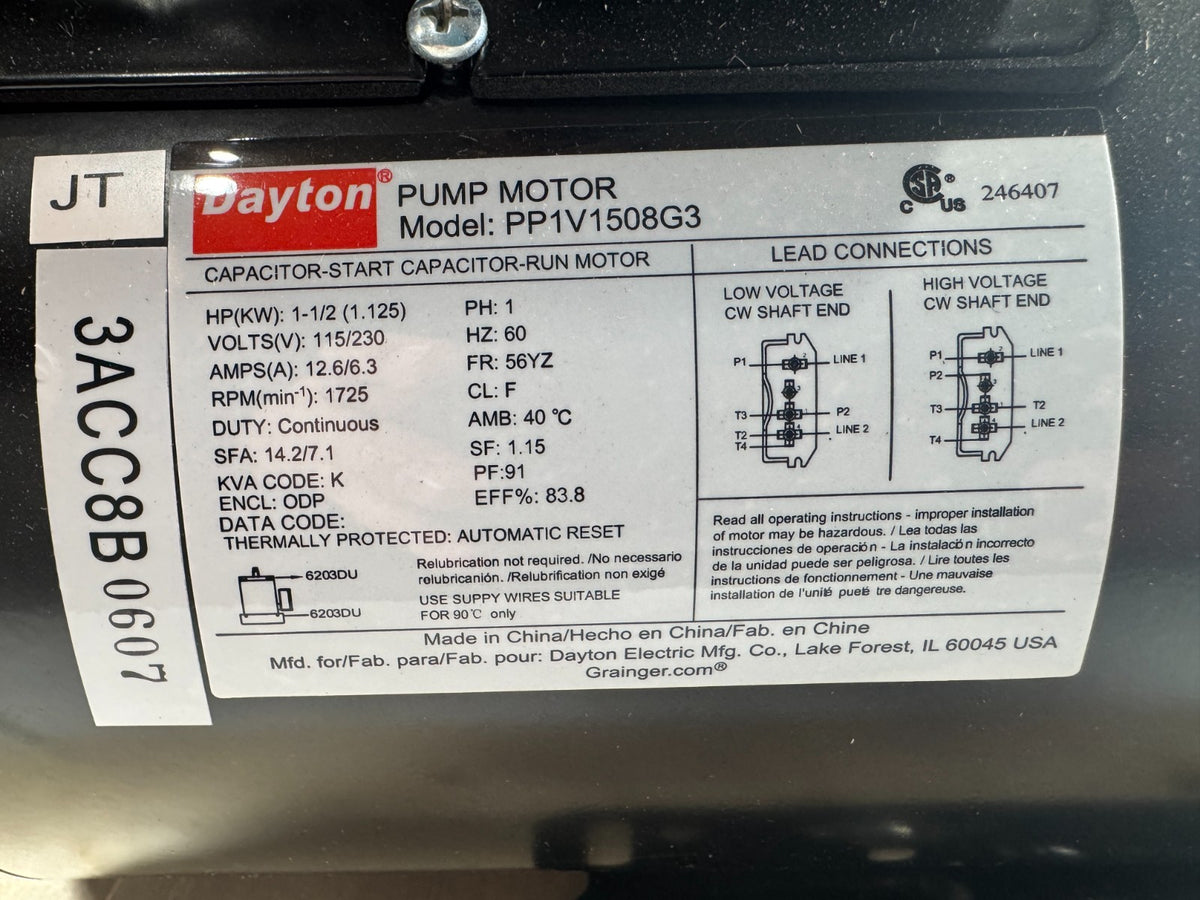 JT
3ACC8B0607
Dayton®
PUMP MOTOR
Model: PP1V1508G3
CSA® C US 246407
CAPACITOR-START CAPACITOR-RUN MOTOR
HP(KW): 1-1/2 (1.125)
VOLTS(V): 115/230
AMPS(A): 12.6/6.3
RPM(min⁻¹): 1725
DUTY: Continuous
SFA: 14.2/7.1
KVA CODE: K
ENCL: ODP
DATA CODE:
THERMALLY PROTECTED: AUTOMATIC RESET
PH: 1
HZ: 60
FR: 56YZ
CL: F
AMB: 40 ℃
SF: 1.15
PF:91
EFF%: 83.8
6203DU
6203DU
Relubrication not required. /No necessario
relubricanión. /Relubrification non exigé
USE SUPPY WIRES SUITABLE
FOR 90℃ only
LEAD CONNECTIONS
LOW VOLTAGE
CW SHAFT END
P1 2 LINE 1
T3 P2
T2 LINE 2
T4
HIGH VOLTAGE
CW SHAFT END
P1 2 LINE 1
P2
T3 T2
LINE 2
T4
Read all operating instructions - improper installation
of motor may be hazardous. / Lea todas las
instrucciones de operación - La instalación incorrecto
de la unidad puede ser peligrosa. / Lire toutes les
instructions de fonctionnement - Une mauvaise
installation de l'unité pueté tre dangereuse.
Made in China/Hecho en China/Fab. en Chine
Mfd. for/Fab. para/Fab. pour: Dayton Electric Mfg. Co., Lake Forest, IL 60045 USA
Grainger.com®